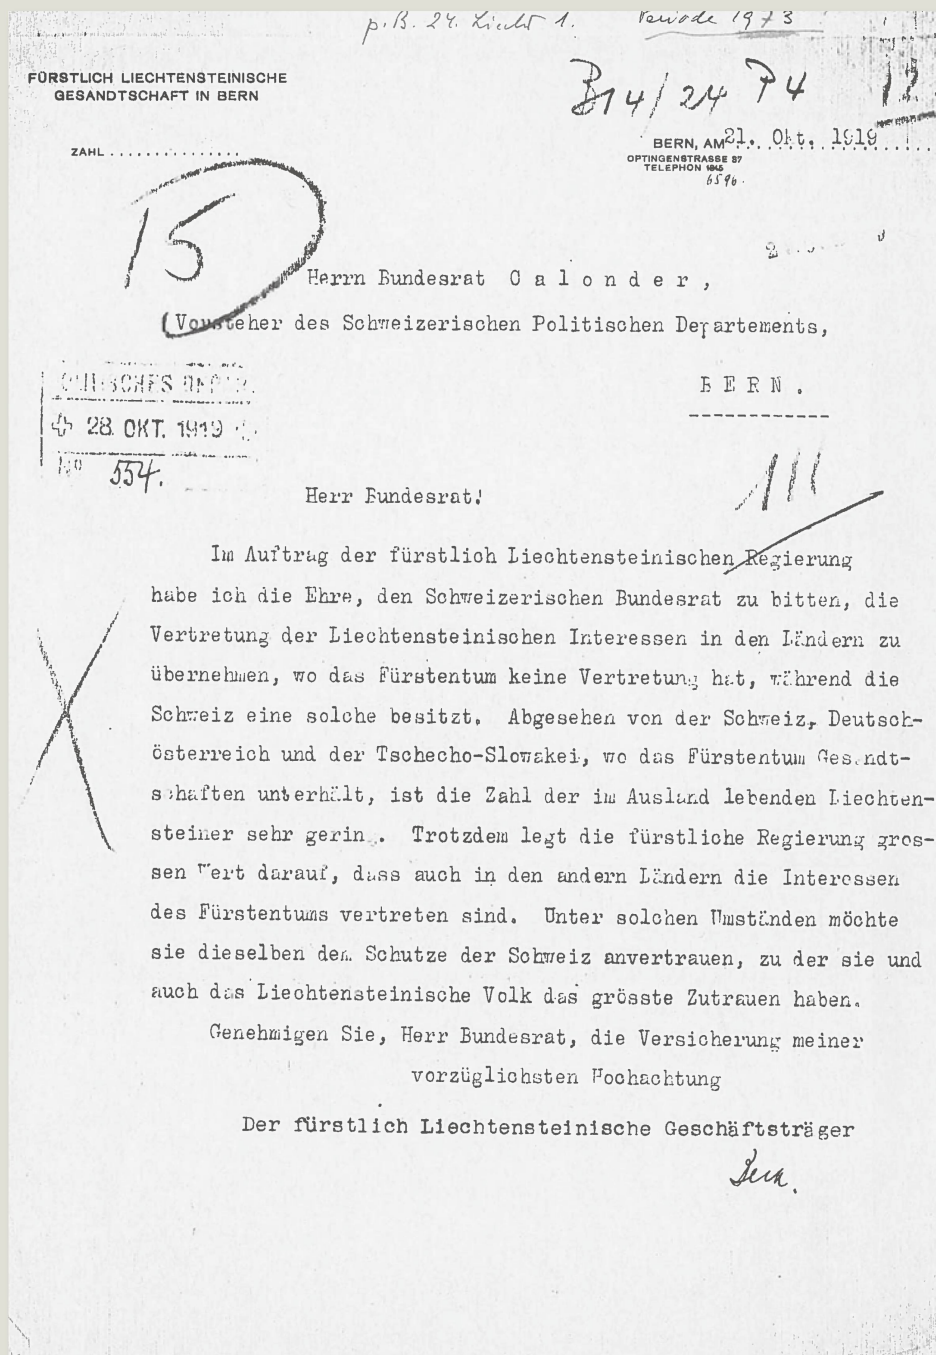 p.B. 24. Liecht 1. Periode 1973
FÜRSTLICH LIECHTENSTEINISCHE
GESANDTSCHAFT IN BERN
B14/24 P4
ZAHL
BERN, AM 21. Okt. 1919
OPTINGENSTRASSE 37
TELEPHON
6590.
15
Herrn Bundesrat C a l o n d e r ,
Vorsteher des Schweizerischen Politischen Departements,
B E R N .
28. OKT. 1919
No 554.
111
Herr Bundesrat!
Im Auftrag der fürstlich Liechtensteinischen Regierung
habe ich die Ehre, den Schweizerischen Bundesrat zu bitten, die
Vertretung der Liechtensteinischen Interessen in den Ländern zu
übernehmen, wo das Fürstentum keine Vertretung hat, während die
Schweiz eine solche besitzt. Abgesehen von der Schweiz, Deutsch-
österreich und der Tschecho-Slowakei, wo das Fürstentum Gesandt-
schaften unterhält, ist die Zahl der im Ausland lebenden Liechten-
steiner sehr gering. Trotzdem legt die fürstliche Regierung gros-
sen Wert darauf, dass auch in den andern Ländern die Interessen
des Fürstentums vertreten sind. Unter solchen Umständen möchte
sie dieselben dem Schutze der Schweiz anvertrauen, zu der sie und
auch das Liechtensteinische Volk das grösste Zutrauen haben.
Genehmigen Sie, Herr Bundesrat, die Versicherung meiner
vorzüglichsten Hochachtung
Der fürstlich Liechtensteinische Geschäftsträger